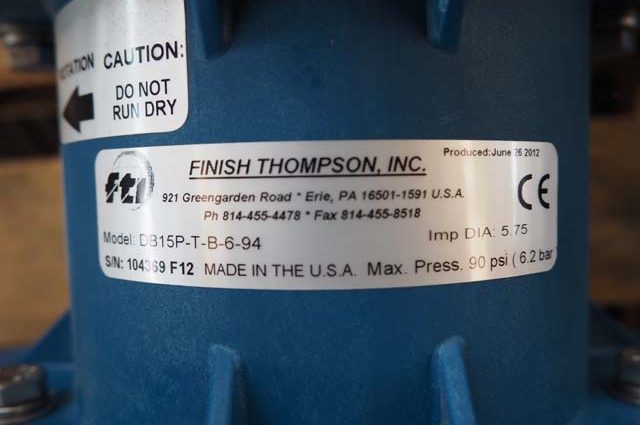 ROTATION
CAUTION:
DO NOT
RUN DRY
fti
FINISH THOMPSON, INC.
Produced: June 26 2012
921 Greengarden Road * Erie, PA 16501-1591 U.S.A.
Ph 814-455-4478 * Fax 814-455-8518
CE
Model: DB15P-T-B-6-94
Imp DIA: 5.75
S/N: 104369 F12 MADE IN THE U.S.A. Max. Press. 90 psi ( 6.2 bar